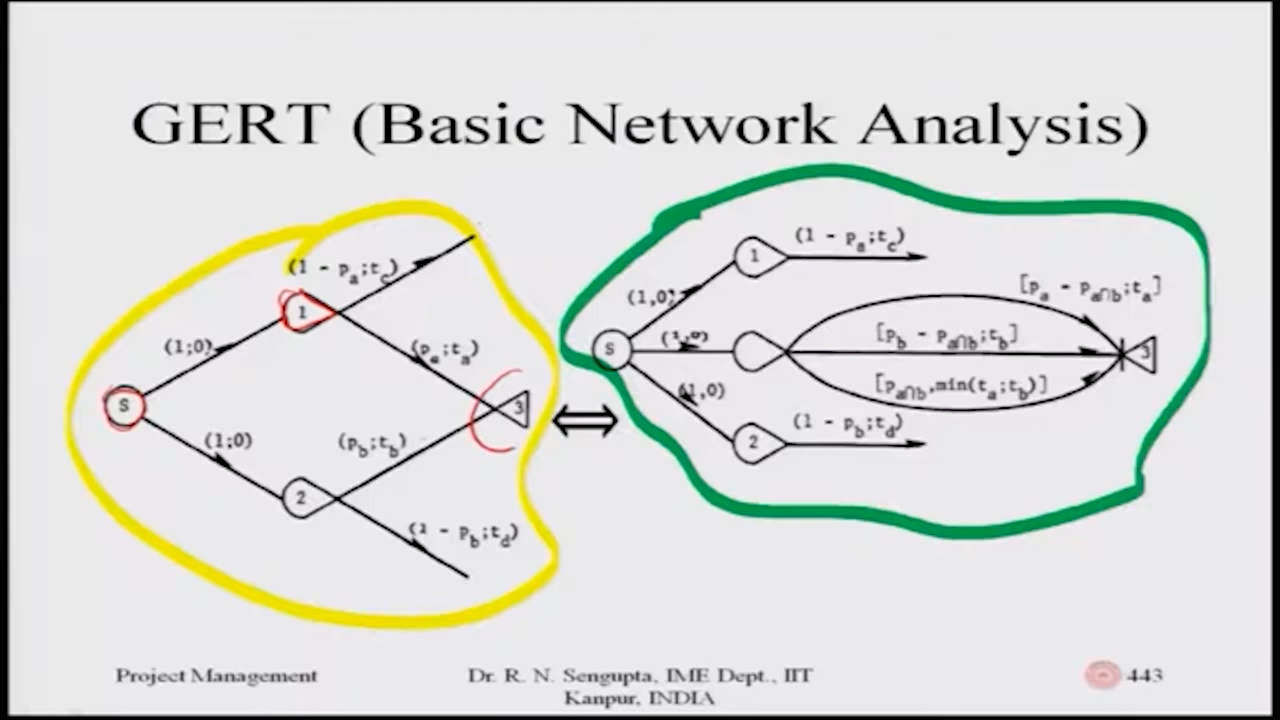 GERT (Basic Network Analysis)
(1 - pa;tc)
1
(1;0)
(pa;ta)
S
3
(1;0)
(pb;tb)
2
(1 - pb;td)
1
(1 - pa;tc)
(1,0)
[pa - pa∩b;ta]
S
[pb - pa∩b;tb]
3
(1,0)
[pa∩b,min(ta;tb)]
2
(1 - pb;td)
Project Management
Dr. R. N. Sengupta, IME Dept., IIT
Kanpur, INDIA
443